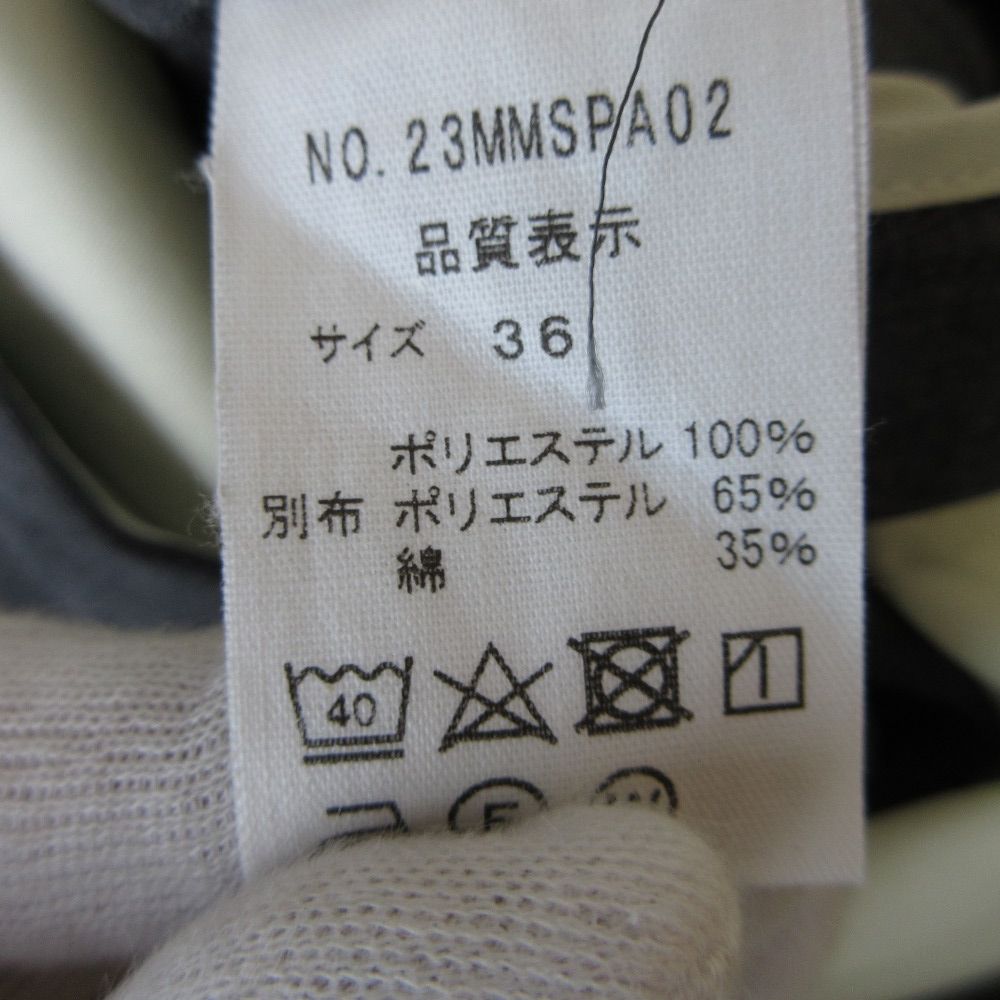 NO. 23MMSPA02
品質表示
サイズ 36
ポリエステル 100%
別布 ポリエステル 65%
綿 35%
40
F W